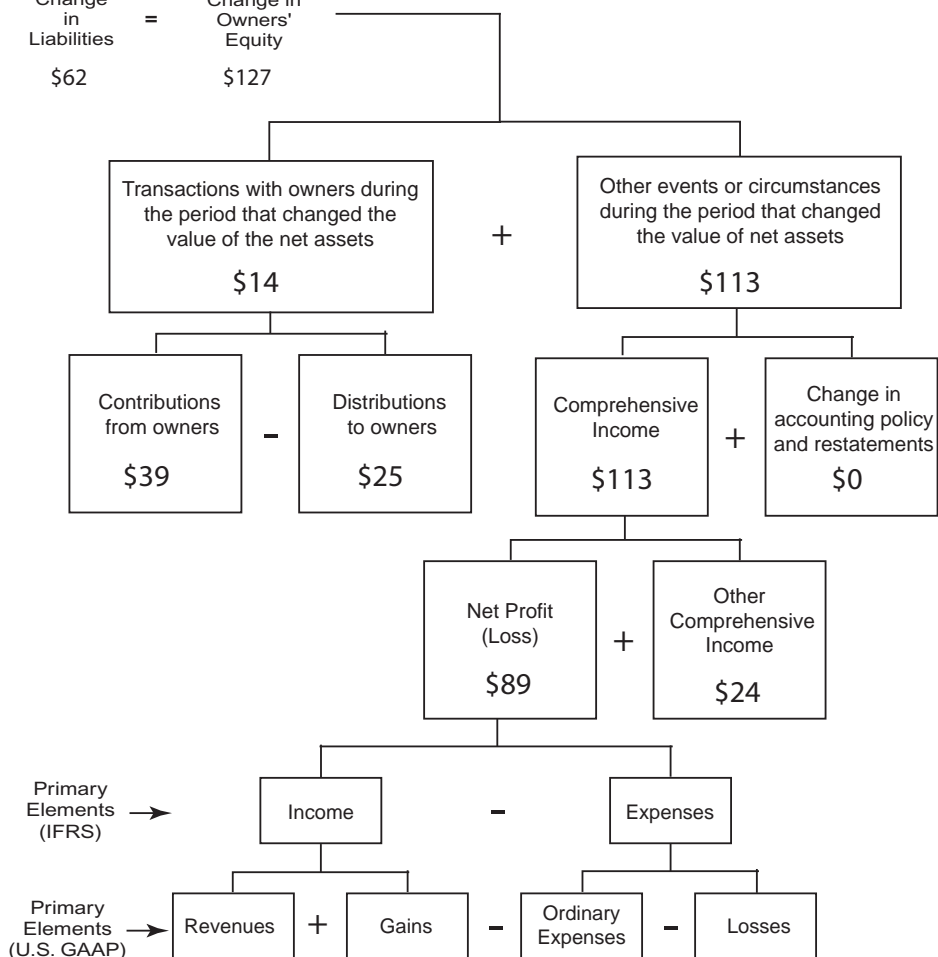 Change
in
Liabilities
=
Change in
Owners'
Equity
$62
$127
Transactions with owners during
the period that changed the
value of the net assets
$14
+
Other events or circumstances
during the period that changed
the value of net assets
$113
Contributions
from owners
$39
-
Distributions
to owners
$25
Comprehensive
Income
$113
+
Change in
accounting policy
and restatements
$0
Net Profit
(Loss)
$89
+
Other
Comprehensive
Income
$24
Primary
Elements
(IFRS)
Income
-
Expenses
Primary
Elements
(U.S. GAAP)
Revenues
+
Gains
-
Ordinary
Expenses
-
Losses